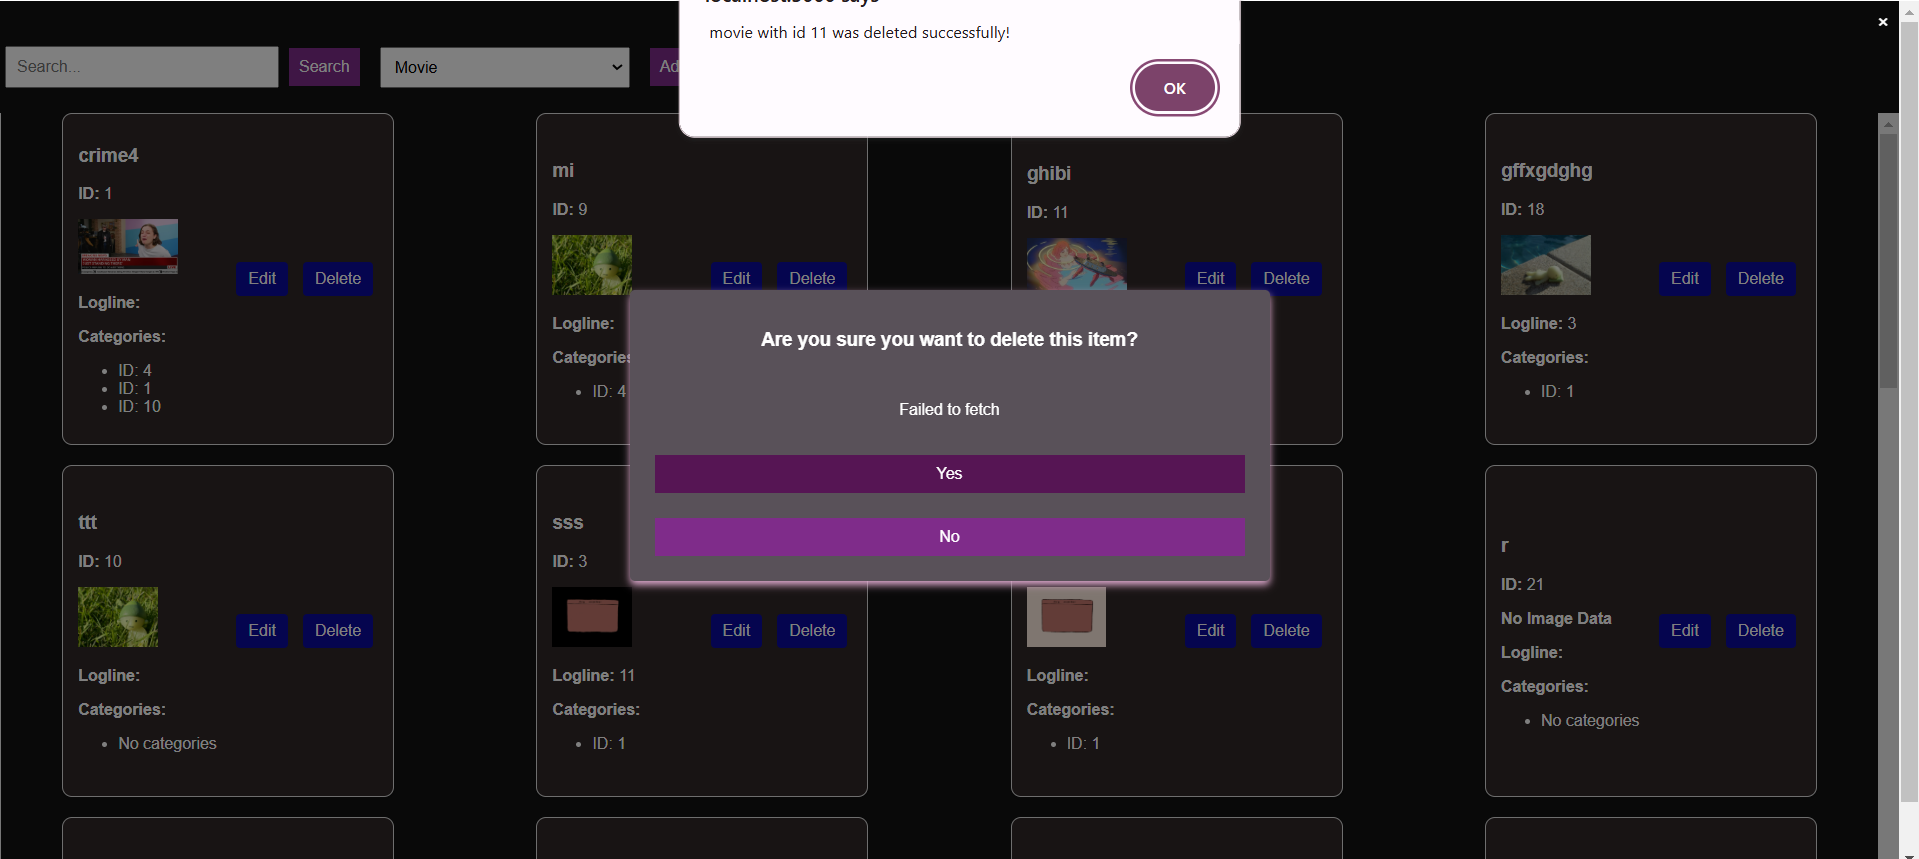 movie with id 11 was deleted successfully!
OK
×
Search...
Search
Movie
crime4
ID: 1
Edit
Delete
Logline:
Categories:
ID: 4
ID: 1
ID: 10
mi
ID: 9
Edit
Delete
Logline:
ID: 4
ghibi
ID: 11
Edit
Delete
gffxgdghg
ID: 18
Edit
Delete
Logline: 3
Categories:
ID: 1
Are you sure you want to delete this item?
Failed to fetch
Yes
No
ttt
ID: 10
Edit
Delete
Logline:
Categories:
No categories
sss
ID: 3
Edit
Delete
Logline: 11
Categories:
ID: 1
Edit
Delete
Logline:
Categories:
ID: 1
r
ID: 21
No Image Data
Edit
Delete
Logline:
Categories:
No categories